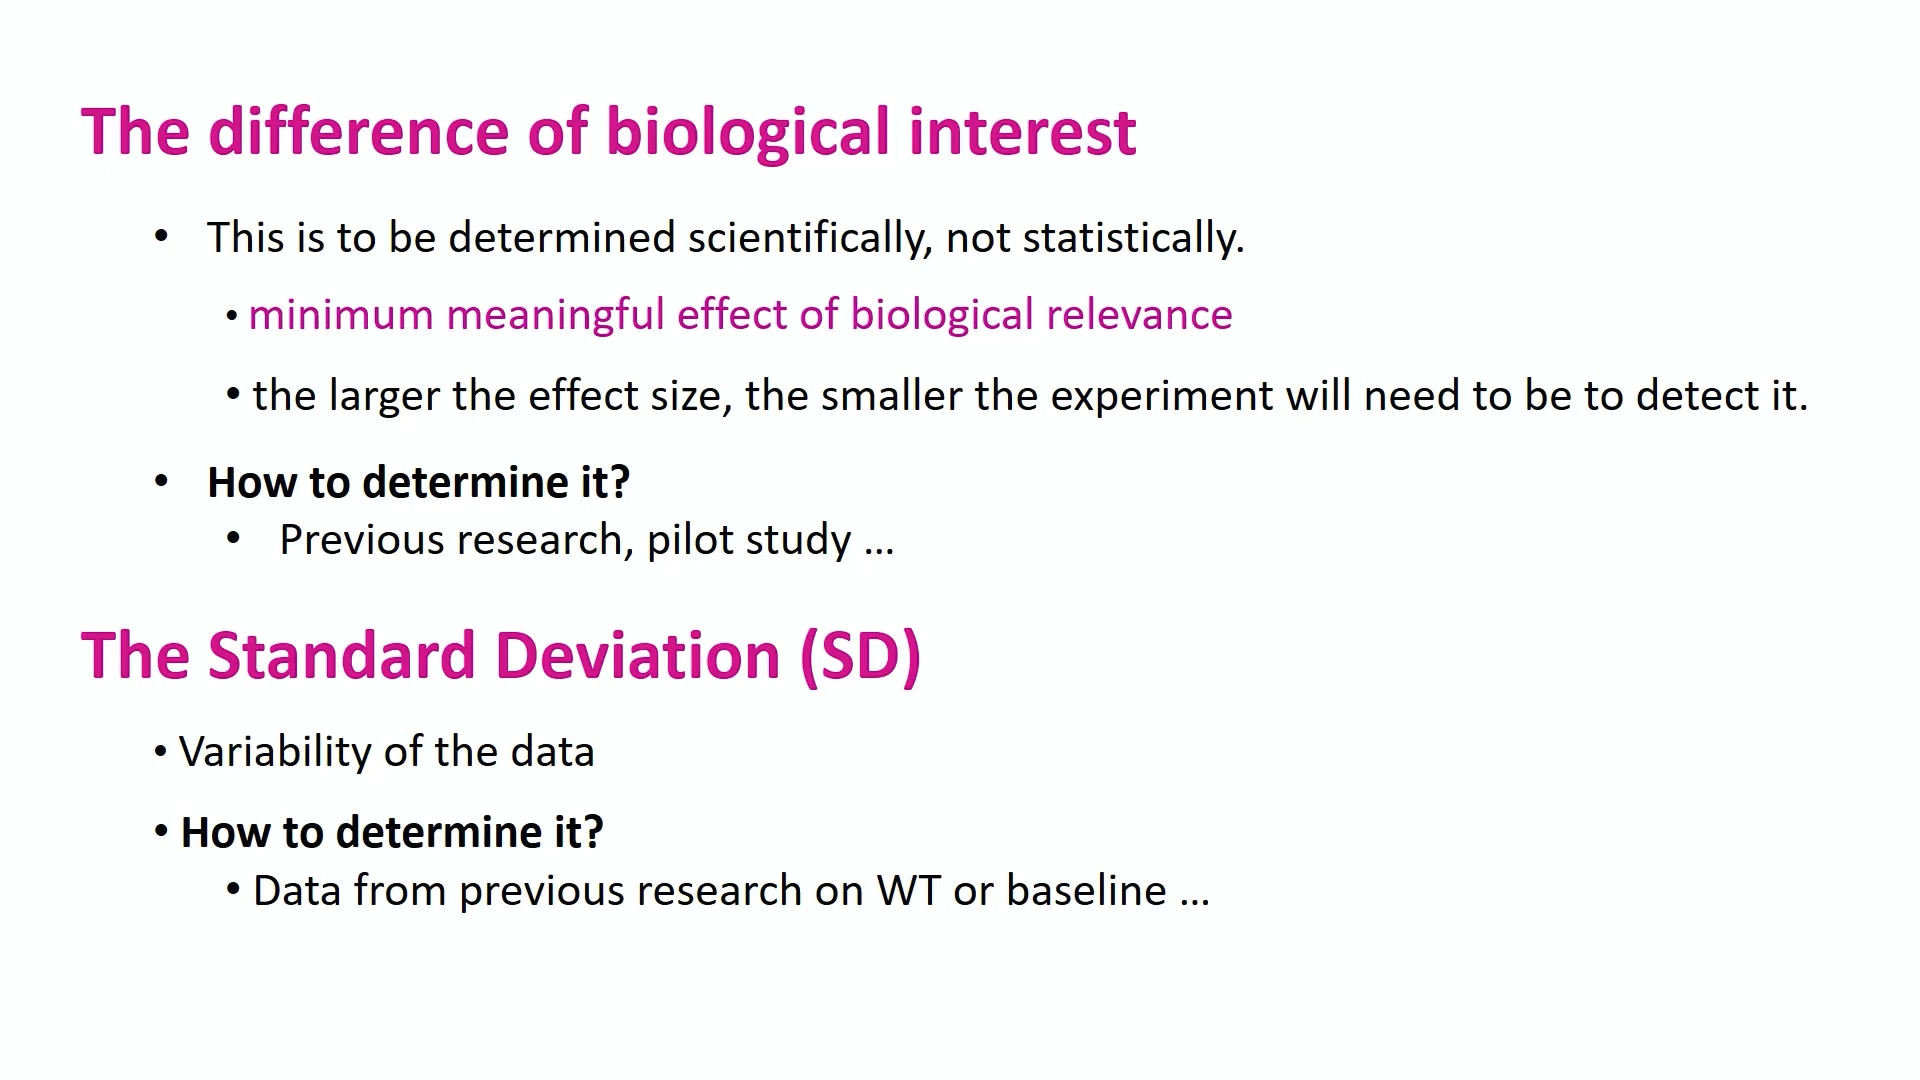 The difference of biological interest
• This is to be determined scientifically, not statistically.
• minimum meaningful effect of biological relevance
• the larger the effect size, the smaller the experiment will need to be to detect it.
• How to determine it?
• Previous research, pilot study …
The Standard Deviation (SD)
• Variability of the data
• How to determine it?
• Data from previous research on WT or baseline …